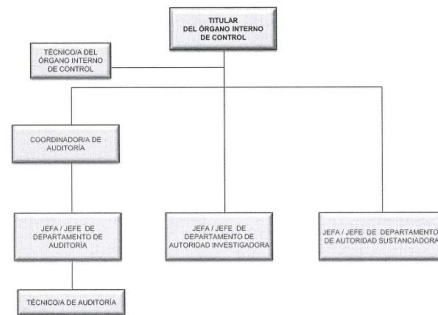 TITULAR
DEL ÓRGANO INTERNO
DE CONTROL
TÉCNICO/A DEL
ÓRGANO INTERNO
DE CONTROL
COORDINADOR/A DE
AUDITORÍA
JEFA / JEFE DE
DEPARTAMENTO DE
AUDITORÍA
JEFA / JEFE DE
DEPARTAMENTO DE
AUTORIDAD INVESTIGADORA
JEFA / JEFE DE DEPARTAMENTO
DE AUTORIDAD SUSTANCIADORA
TÉCNICO/A DE AUDITORÍA